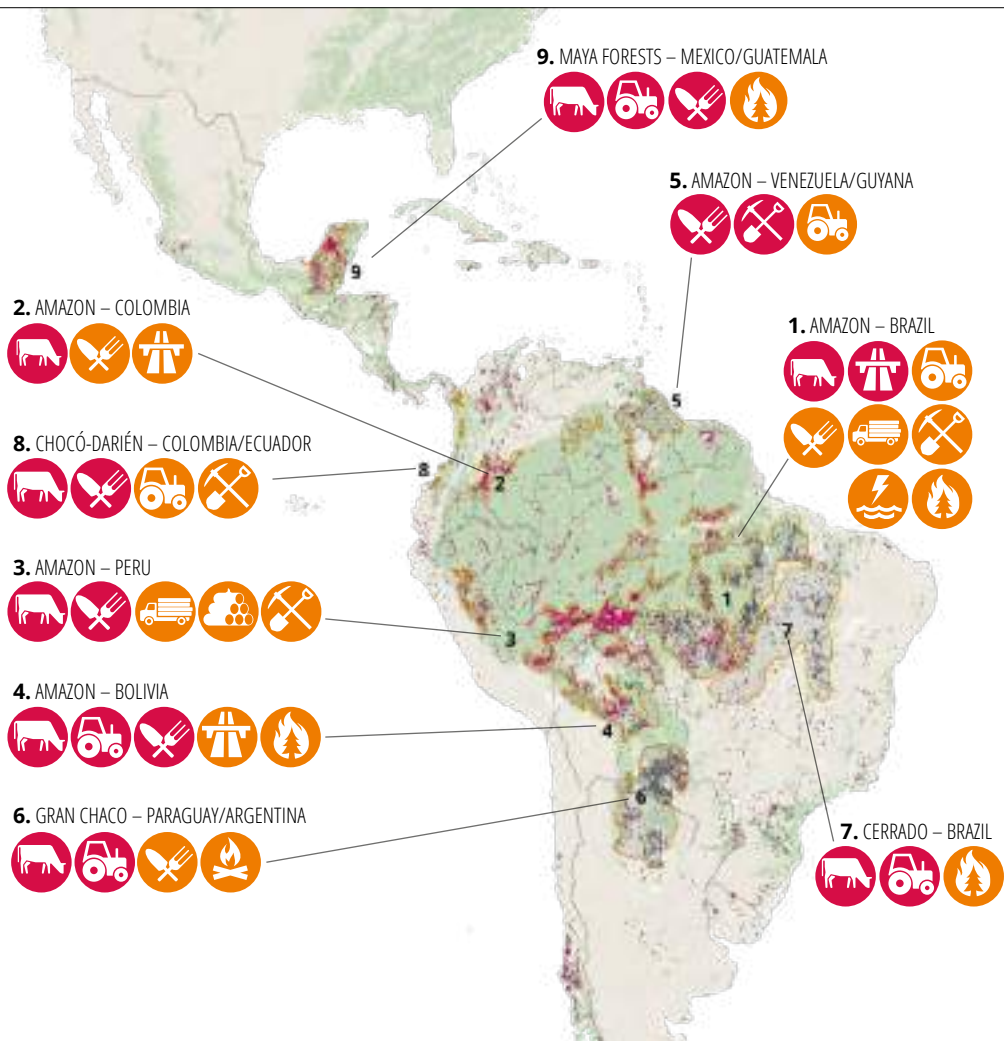 9. MAYA FORESTS – MEXICO/GUATEMALA
5. AMAZON – VENEZUELA/GUYANA
9
2. AMAZON – COLOMBIA
1. AMAZON – BRAZIL
5
8. CHOCÓ-DARIÉN – COLOMBIA/ECUADOR
8
2
3. AMAZON – PERU
1
7
3
4. AMAZON – BOLIVIA
4
6
6. GRAN CHACO – PARAGUAY/ARGENTINA
7. CERRADO – BRAZIL